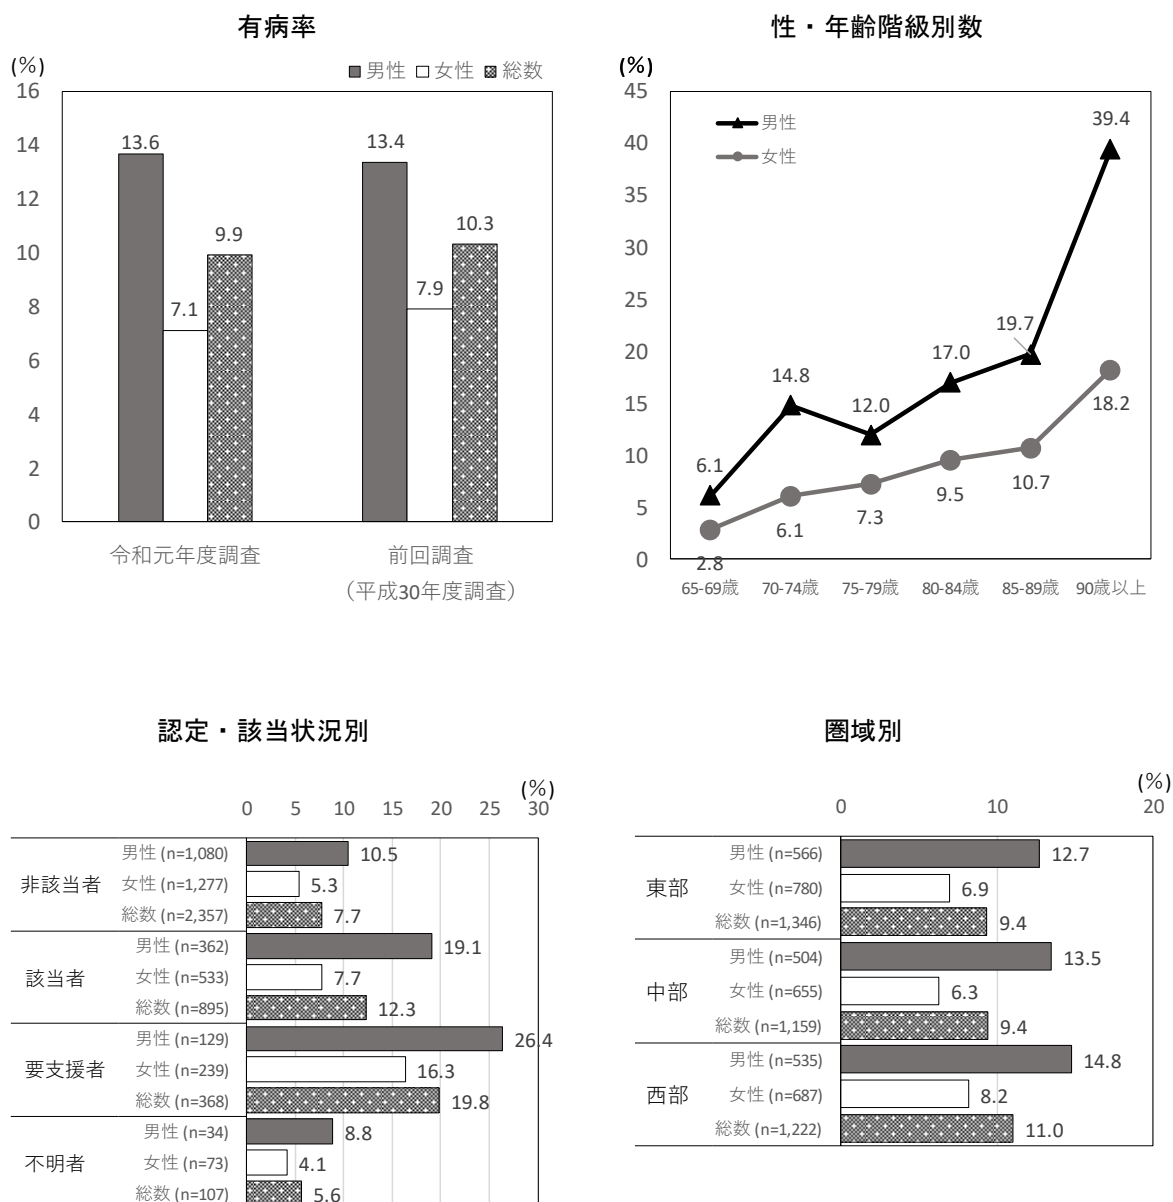 有病率
(%)
■男性 □女性 総数
16
14
12
10
8
6
4
2
0
13.6
7.1
9.9
13.4
7.9
10.3
令和元年度調査
前回調査
（平成30年度調査）
性・年齢階級別数
(%)
45
40
35
30
25
20
15
10
5
0
男性
女性
6.1
14.8
12.0
17.0
19.7
39.4
2.8
6.1
7.3
9.5
10.7
18.2
65-69歳 70-74歳 75-79歳 80-84歳 85-89歳 90歳以上
認定・該当状況別
(%)
0 5 10 15 20 25 30
非該当者
男性 (n=1,080) 10.5
女性 (n=1,277) 5.3
総数 (n=2,357) 7.7
該当者
男性 (n=362) 19.1
女性 (n=533) 7.7
総数 (n=895) 12.3
要支援者
男性 (n=129) 26.4
女性 (n=239) 16.3
総数 (n=368) 19.8
不明者
男性 (n=34) 8.8
女性 (n=73) 4.1
総数 (n=107) 5.6
圏域別
(%)
0 10 20
東部
男性 (n=566) 12.7
女性 (n=780) 6.9
総数 (n=1,346) 9.4
中部
男性 (n=504) 13.5
女性 (n=655) 6.3
総数 (n=1,159) 9.4
西部
男性 (n=535) 14.8
女性 (n=687) 8.2
総数 (n=1,222) 11.0